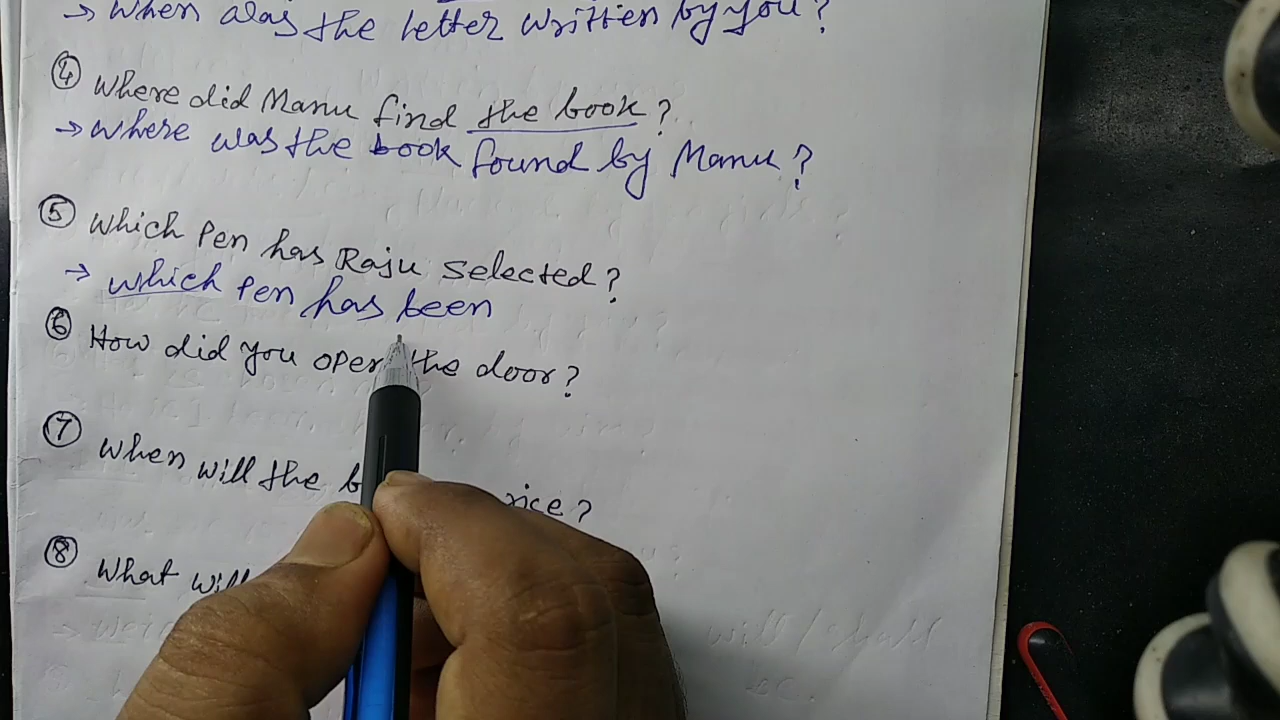 → When was the letter written by you?
④ Where did Manu find the book?
→ Where was the book found by Manu?
⑤ Which Pen has Raju selected?
→ which Pen has been
⑥ How did you open the door?
⑦ When will the b rice?
⑧ What will